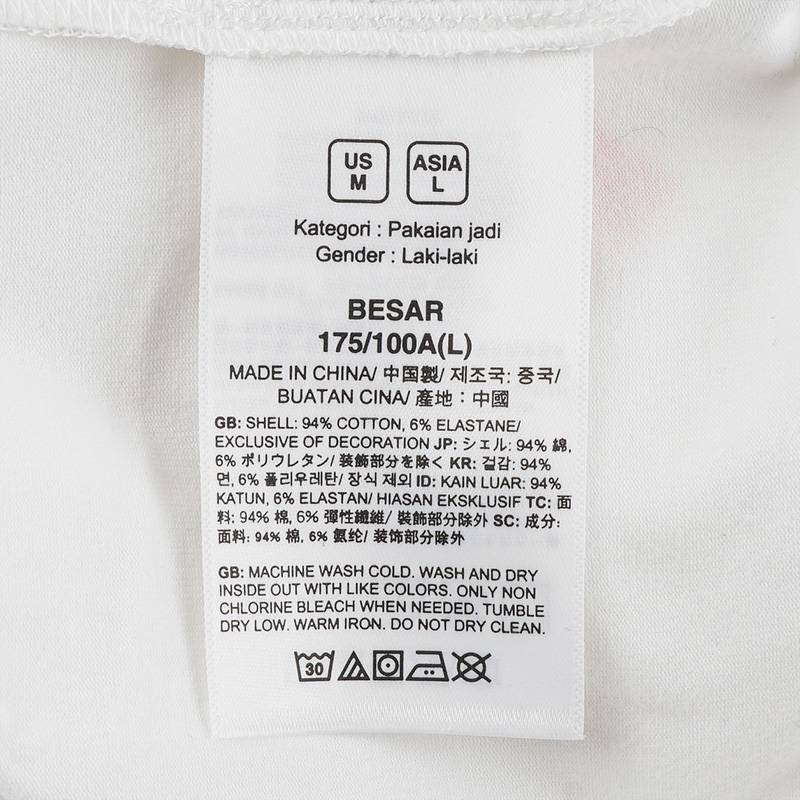 US
M
ASIA
L
Kategori : Pakaian jadi
Gender : Laki-laki
BESAR
175/100A(L)
MADE IN CHINA/ 中国製/ 제조국: 중국/
BUATAN CINA/ 產地：中國
GB: SHELL: 94% COTTON, 6% ELASTANE/
EXCLUSIVE OF DECORATION JP: シェル: 94% 綿,
6% ポリウレタン/ 装飾部分を除く KR: 겉감: 94%
면, 6% 폴리우레탄/ 장식 제외 ID: KAIN LUAR: 94%
KATUN, 6% ELASTAN/ HIASAN EKSKLUSIF TC: 面
料: 94% 棉, 6% 彈性纖維/ 裝飾部分除外 SC: 成分:
面料: 94% 棉, 6% 氨纶/ 装饰部分除外
GB: MACHINE WASH COLD. WASH AND DRY
INSIDE OUT WITH LIKE COLORS. ONLY NON
CHLORINE BLEACH WHEN NEEDED. TUMBLE
DRY LOW. WARM IRON. DO NOT DRY CLEAN.
30